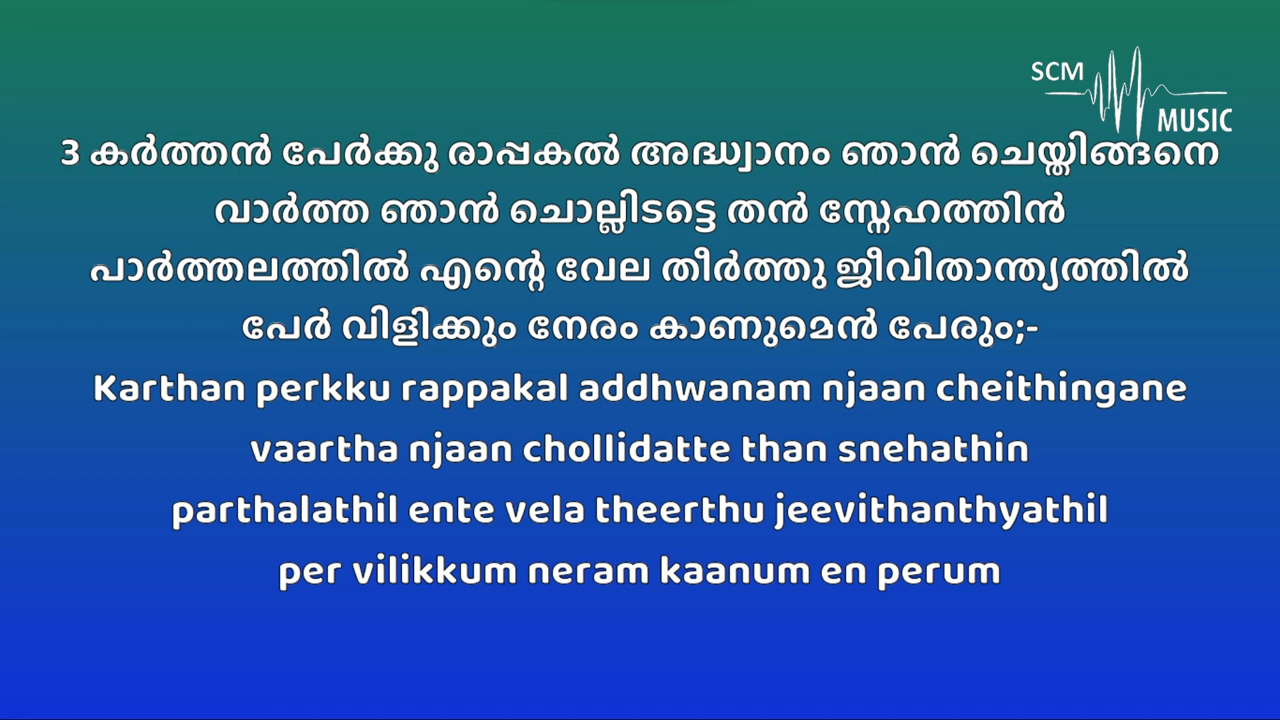 SCM
MUSIC
3 കർത്തൻ പേർക്കു രാപ്പകൽ അദ്ധ്വാനം ഞാൻ ചെയ്തിങ്ങനെ
വാർത്ത ഞാൻ ചൊല്ലിടട്ടെ തൻ സ്നേഹത്തിൻ
പാർത്തലത്തിൽ എന്റെ വേല തീർത്തു ജീവിതാന്ത്യത്തിൽ
പേർ വിളിക്കും നേരം കാണുമെൻ പേരും;-
Karthan perkku rappakal addhwanam njaan cheithingane
vaartha njaan chollidatte than snehathin
parthalathil ente vela theerthu jeevithanthyathil
per vilikkum neram kaanum en perum